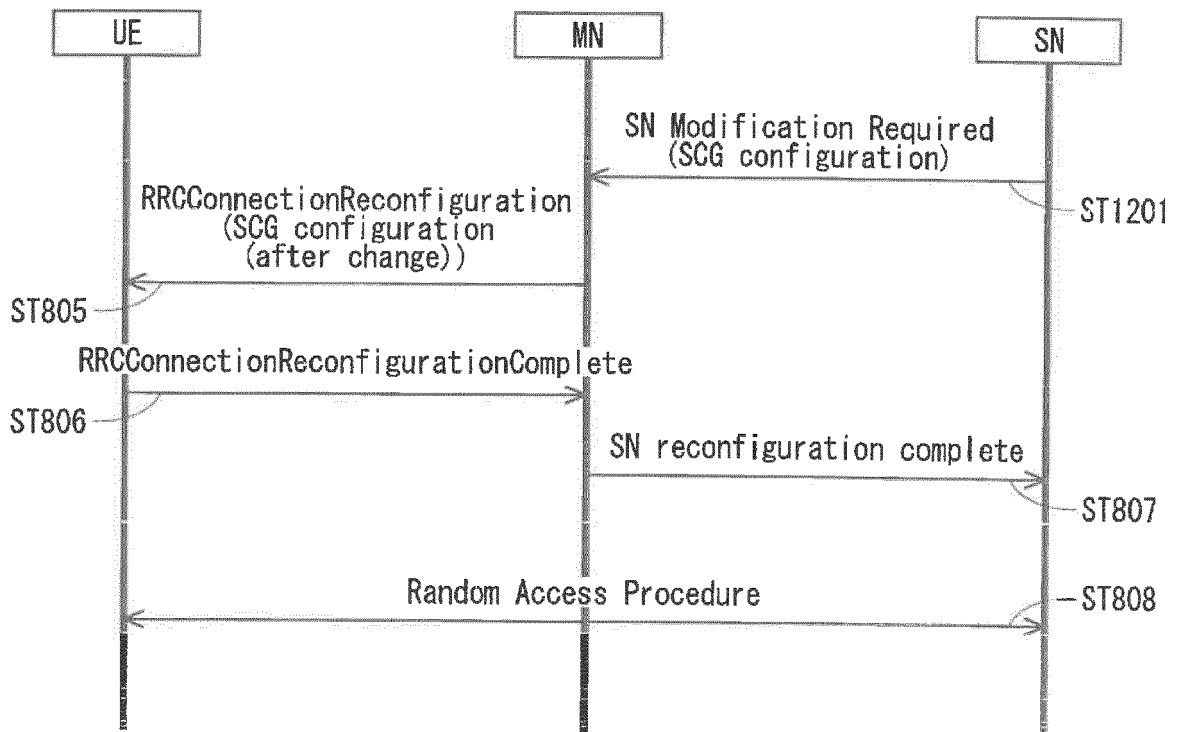 UE
MN
SN
SN Modification Required
(SCG configuration)
ST1201
RRCConnectionReconfiguration
(SCG configuration
(after change))
ST805
RRCConnectionReconfigurationComplete
ST806
SN reconfiguration complete
ST807
Random Access Procedure
ST808